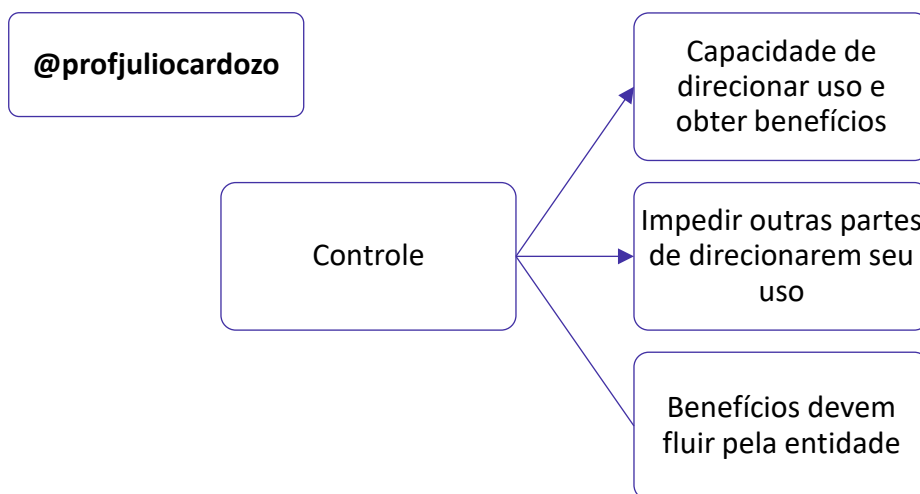 @profjuliocardozo
Capacidade de
direcionar uso e
obter benefícios
Controle
Impedir outras partes
de direcionarem seu
uso
Benefícios devem
fluir pela entidade